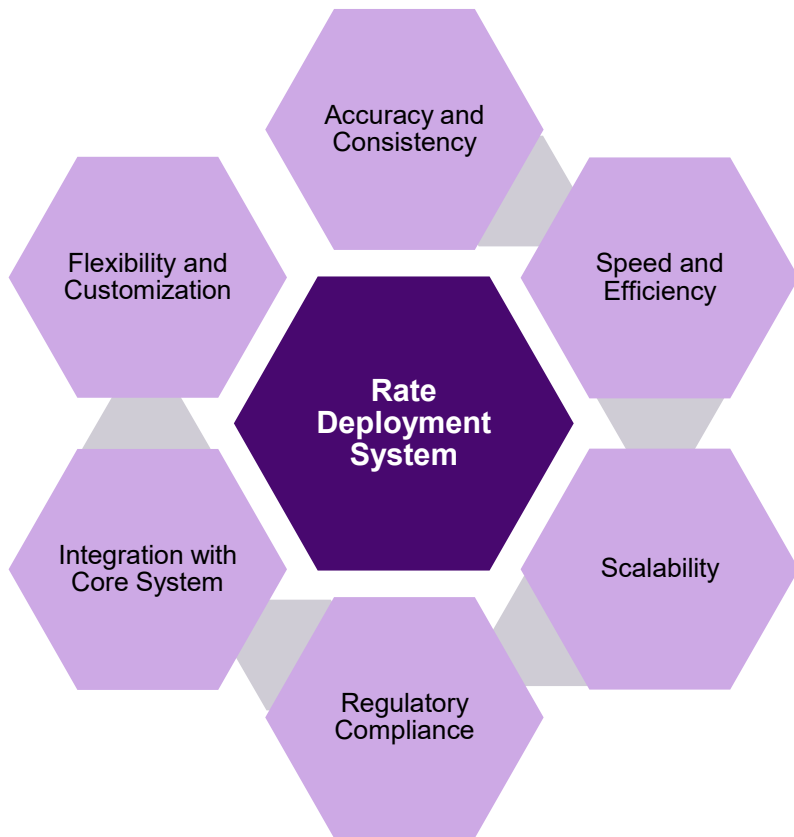 Accuracy and
Consistency
Speed and
Efficiency
Scalability
Regulatory
Compliance
Integration with
Core System
Flexibility and
Customization
Rate
Deployment
System